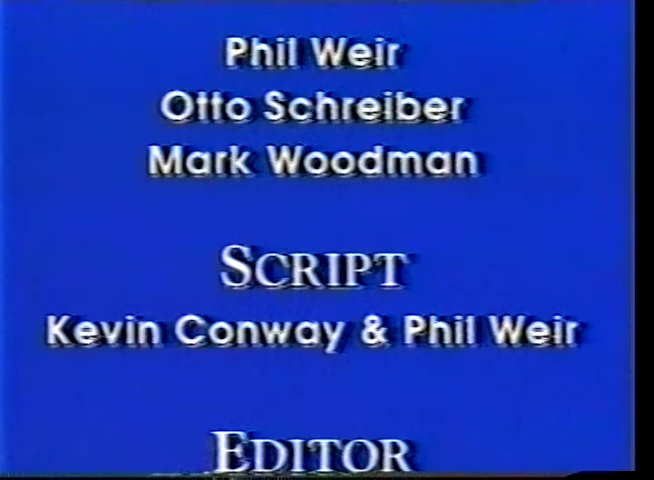 Phil Weir
Otto Schreiber
Mark Woodman
SCRIPT
Kevin Conway & Phil Weir
EDITOR